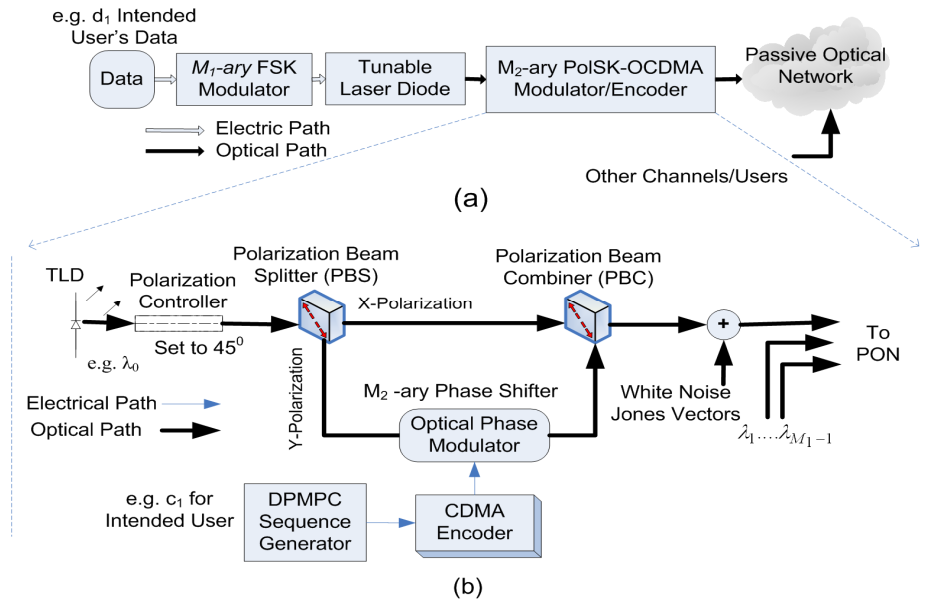 e.g. d1 Intended
User's Data
Data
M1-ary FSK
Modulator
Tunable
Laser Diode
M2-ary PolSK-OCDMA
Modulator/Encoder
Passive Optical
Network
Electric Path
Optical Path
Other Channels/Users
(a)
TLD
Polarization
Controller
Set to 45⁰
e.g. λ0
Polarization Beam
Splitter (PBS)
X-Polarization
Polarization Beam
Combiner (PBC)
+
To
PON
Y-Polarization
M2 -ary Phase Shifter
Optical Phase
Modulator
White Noise
Jones Vectors
λ1....λM1−1
Electrical Path
Optical Path
e.g. c1 for
Intended User
DPMPC
Sequence
Generator
CDMA
Encoder
(b)